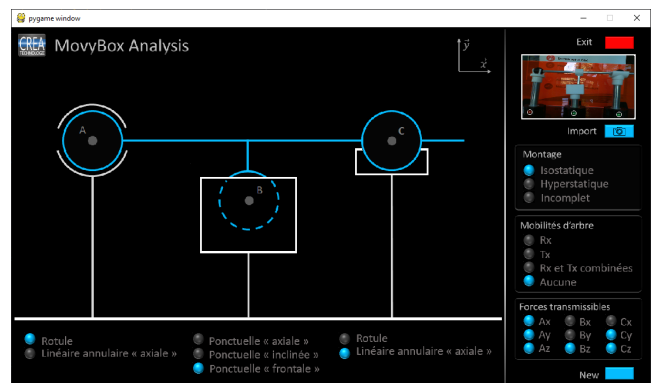 pygame window
CREA
TECHNOLOGIE
MovyBox Analysis
y
x
Exit
Import
A
B
C
Montage
Isostatique
Hyperstatique
Incomplet
Mobilités d'arbre
Rx
Tx
Rx et Tx combinées
Aucune
Forces transmissibles
Ax Bx Cx
Ay By Cy
Az Bz Cz
New
Rotule
Linéaire annulaire « axiale »
Ponctuelle « axiale »
Ponctuelle « inclinée »
Ponctuelle « frontale »
Rotule
Linéaire annulaire « axiale »